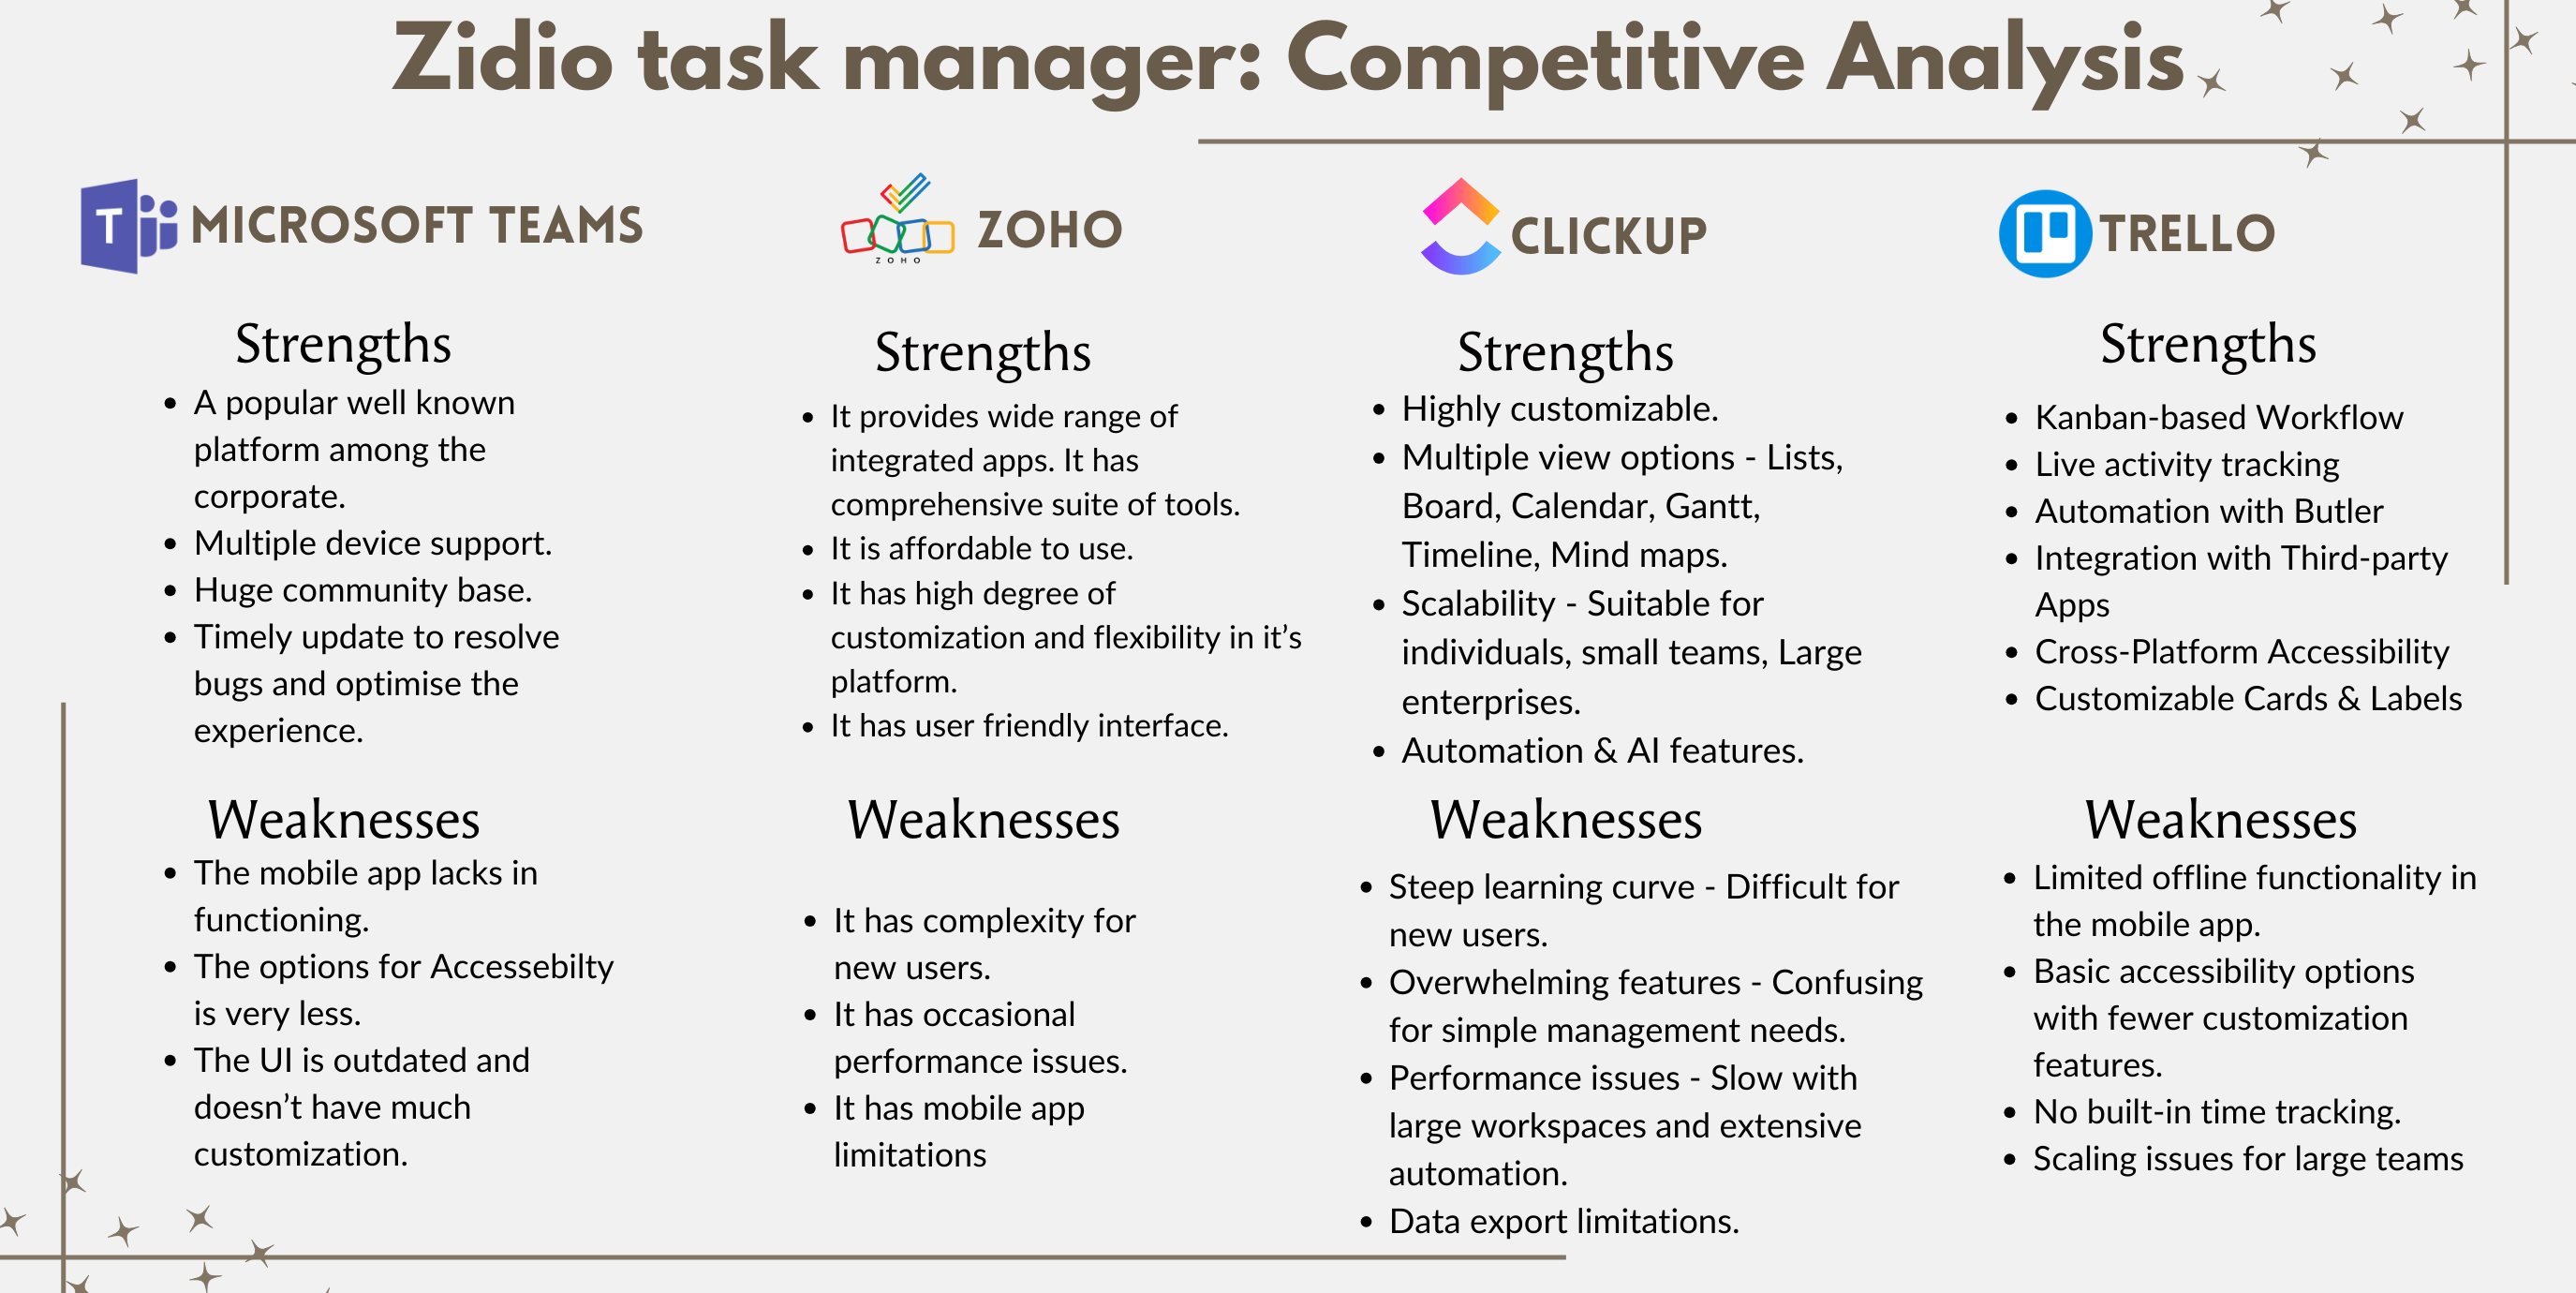 Zidio task manager: Competitive Analysis
T
MICROSOFT TEAMS
Strengths
• A popular well known
platform among the
corporate.
• Multiple device support.
• Huge community base.
• Timely update to resolve
bugs and optimise the
experience.
Weaknesses
• The mobile app lacks in
functioning.
• The options for Accessebilty
is very less.
• The UI is outdated and
doesn’t have much
customization.
ZOHO
ZOHO
Strengths
• It provides wide range of
integrated apps. It has
comprehensive suite of tools.
• It is affordable to use.
• It has high degree of
customization and flexibility in it’s
platform.
• It has user friendly interface.
Weaknesses
• It has complexity for
new users.
• It has occasional
performance issues.
• It has mobile app
limitations
CLICKUP
Strengths
• Highly customizable.
• Multiple view options - Lists,
Board, Calendar, Gantt,
Timeline, Mind maps.
• Scalability - Suitable for
individuals, small teams, Large
enterprises.
• Automation & AI features.
Weaknesses
• Steep learning curve - Difficult for
new users.
• Overwhelming features - Confusing
for simple management needs.
• Performance issues - Slow with
large workspaces and extensive
automation.
• Data export limitations.
TRELLO
Strengths
• Kanban-based Workflow
• Live activity tracking
• Automation with Butler
• Integration with Third-party
Apps
• Cross-Platform Accessibility
• Customizable Cards & Labels
Weaknesses
• Limited offline functionality in
the mobile app.
• Basic accessibility options
with fewer customization
features.
• No built-in time tracking.
• Scaling issues for large teams